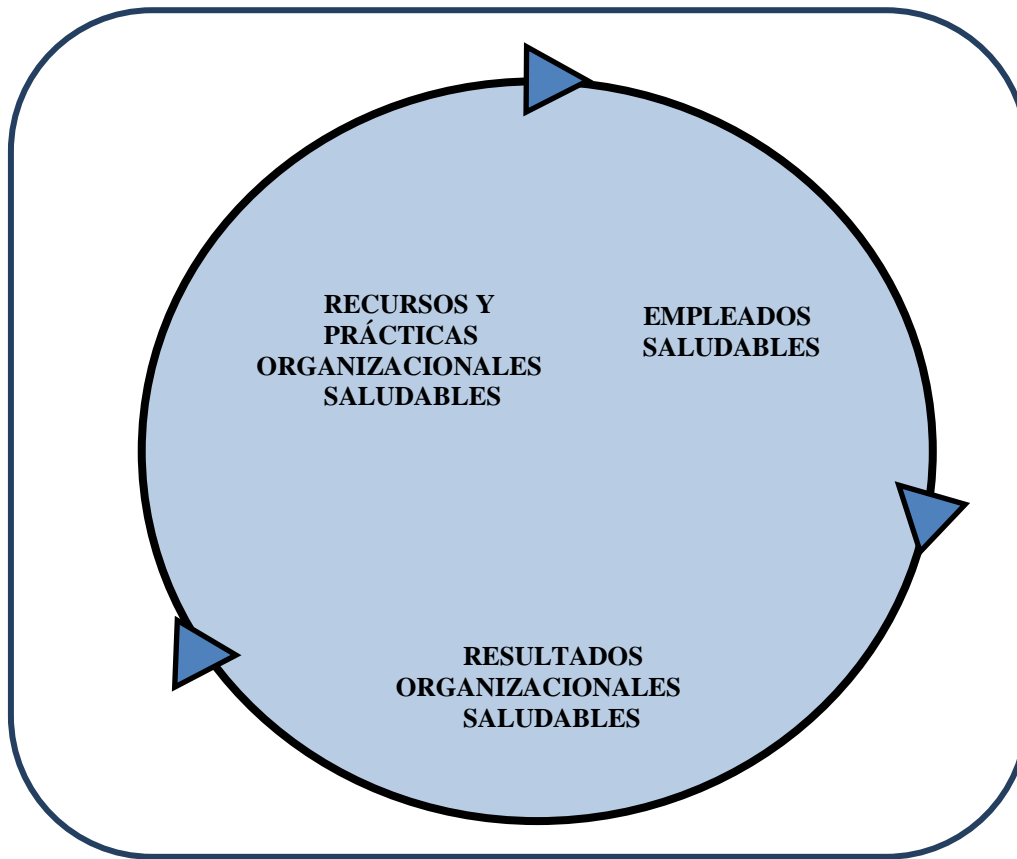 RECURSOS Y
PRÁCTICAS
ORGANIZACIONALES
SALUDABLES
EMPLEADOS
SALUDABLES
RESULTADOS
ORGANIZACIONALES
SALUDABLES